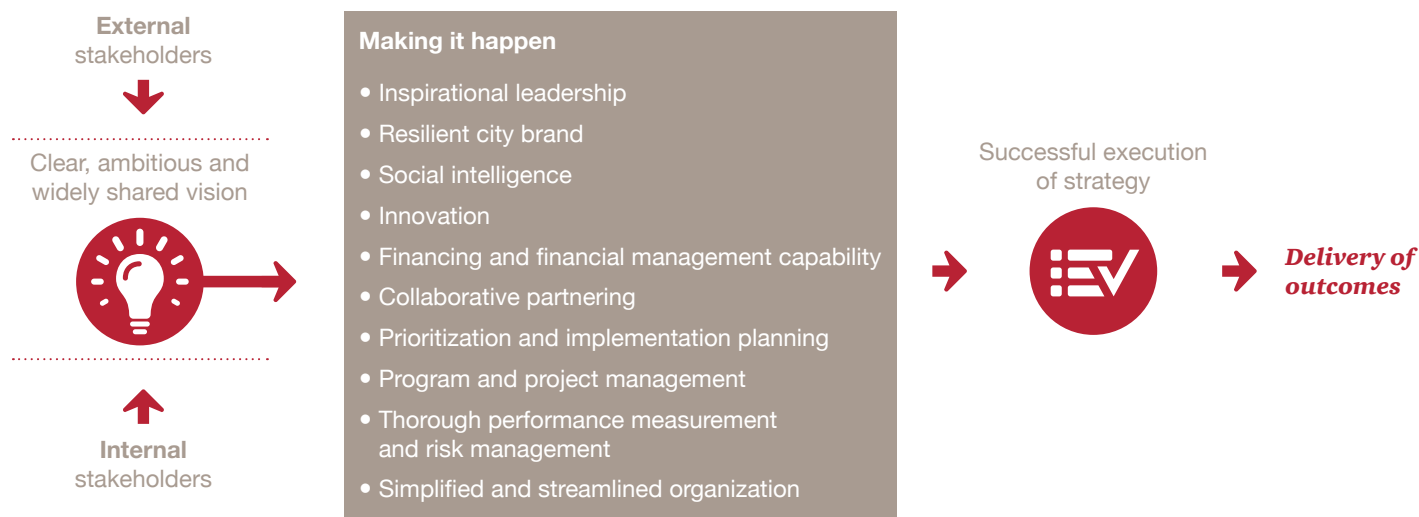 External
stakeholders
Clear, ambitious and
widely shared vision
Internal
stakeholders
Making it happen
• Inspirational leadership
• Resilient city brand
• Social intelligence
• Innovation
• Financing and financial management capability
• Collaborative partnering
• Prioritization and implementation planning
• Program and project management
• Thorough performance measurement
and risk management
• Simplified and streamlined organization
Successful execution
of strategy
Delivery of
outcomes